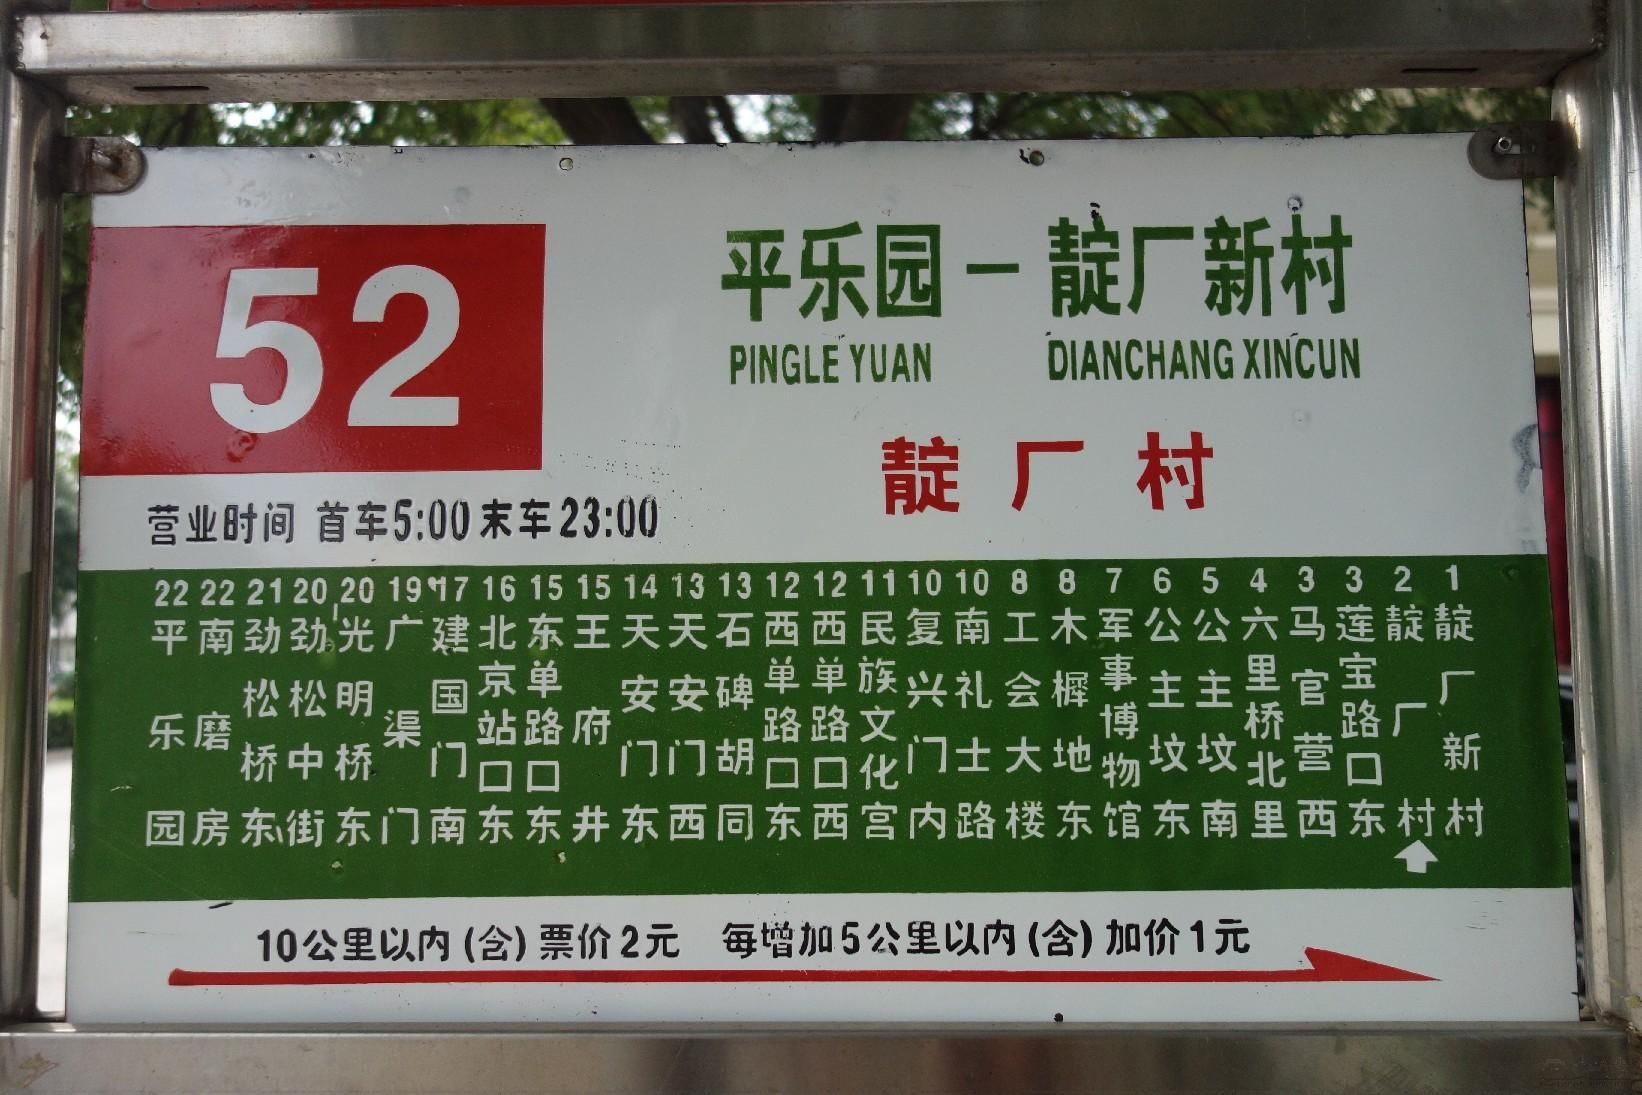 52
平乐园－靛厂新村
PINGLE YUAN DIANCHANG XINCUN
靛厂村
营业时间 首车5:00 末车23:00
22 22 21 20 20 19 17 16 15 15 14 13 13 12 12 11 10 10 8 8 7 6 5 4 3 3 2 1
平乐园
南磨房
劲松桥东
劲松中街
光明桥东
广渠门
建国门南
北京站口东
东单路口东
王府井
天安门东
天安门西
石碑胡同
西单路口东
西单路口西
民族文化宫
复兴门内
南礼士路
工会大楼
木樨地东
军事博物馆
公主坟东
公主坟南
六里桥北里
马官营西
莲宝路口东
靛厂村
靛厂新村
10公里以内(含)票价2元 每增加5公里以内(含)加价1元